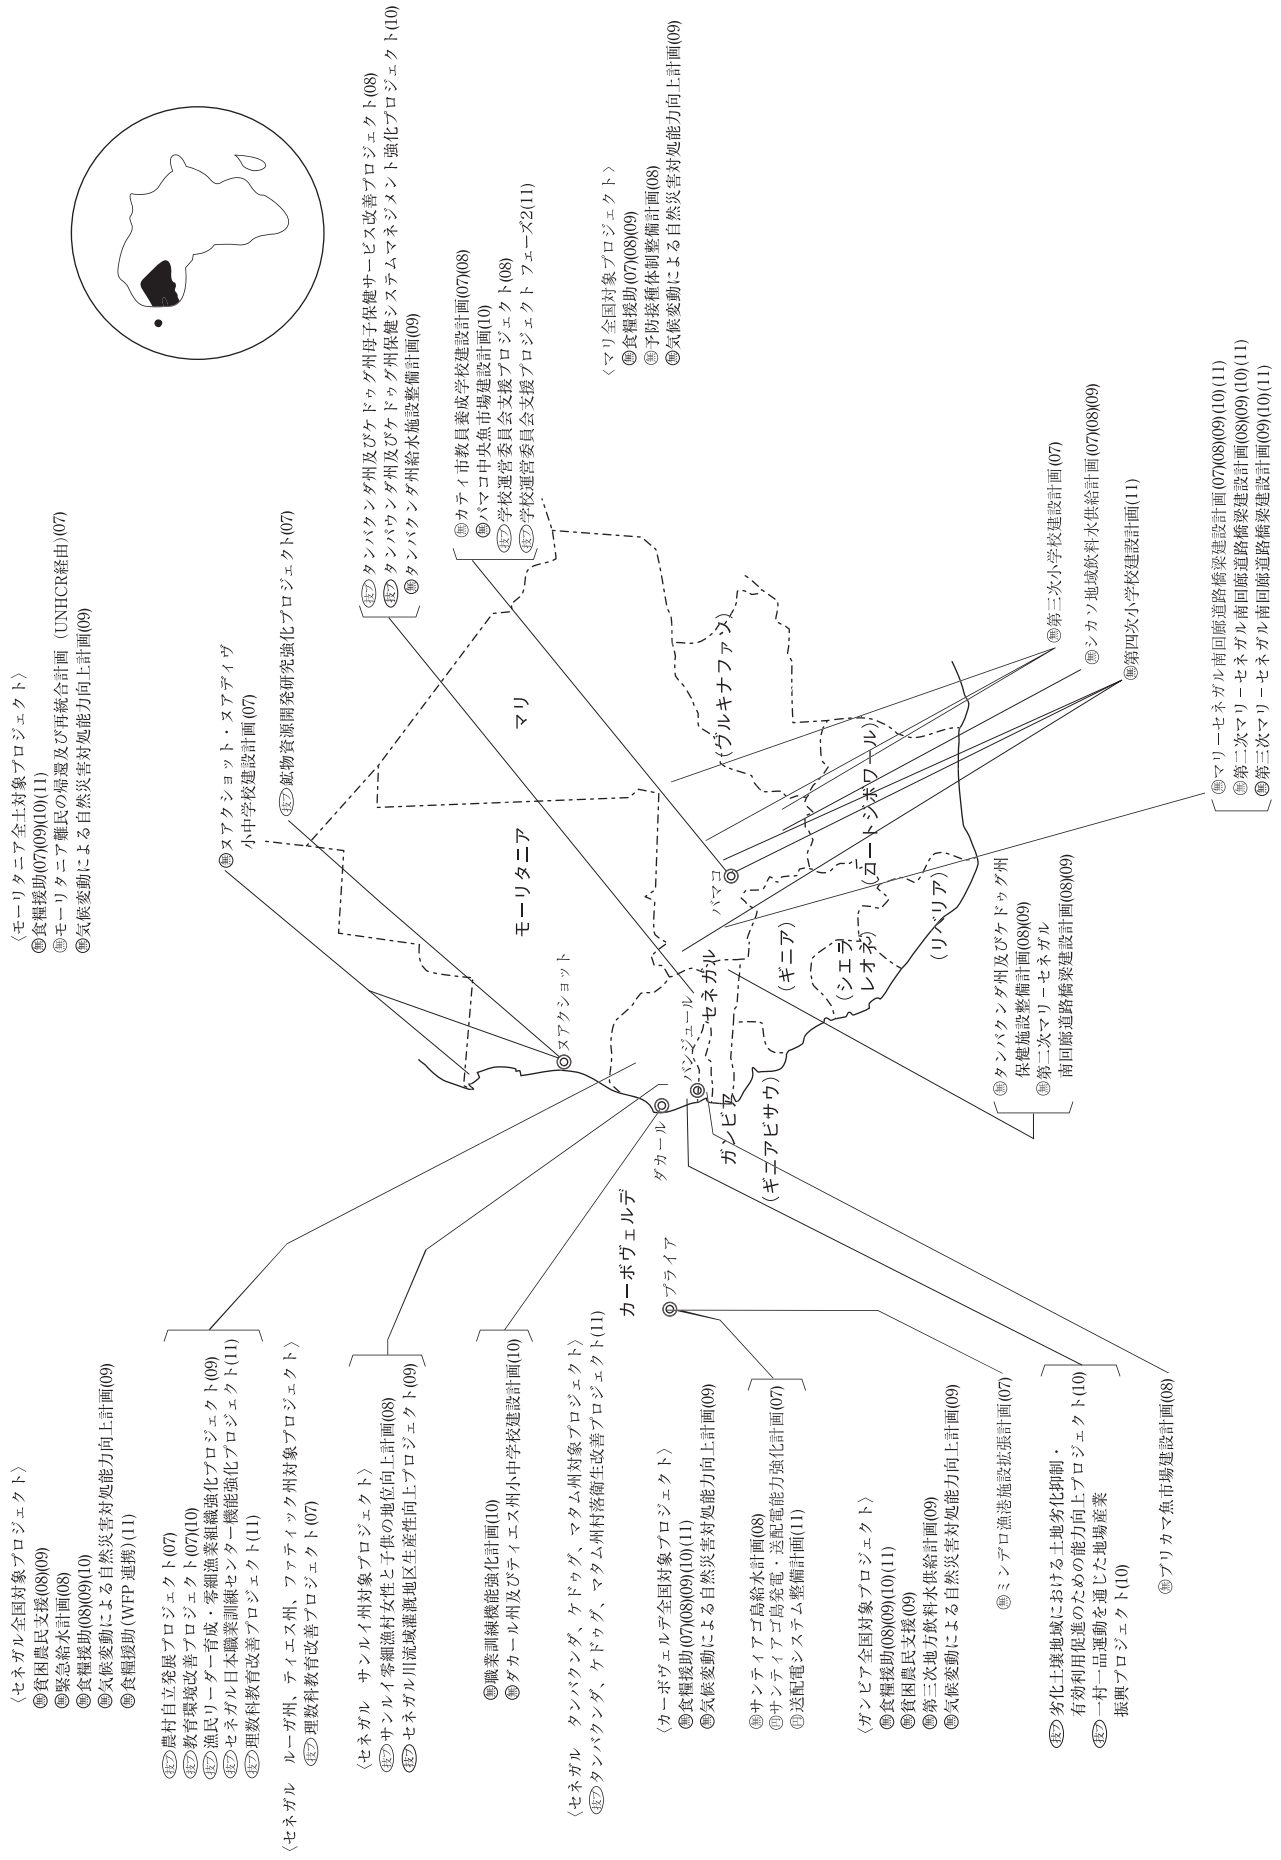 〈セネガル全国対象プロジェクト〉
㊇貧困農民支援(08)(09)
㊇緊急給水計画(08)
㊇食糧援助(08)(09)(10)
㊇気候変動による自然災害対処能力向上計画(09)
㊇食糧援助(WFP 連携)(11)
技プ農村自立発展プロジェクト(07)
技プ教育環境改善プロジェクト(07)(10)
技プ漁民リーダー育成・零細漁業組織強化プロジェクト(09)
技プセネガル日本職業訓練センター機能強化プロジェクト(11)
技プ理数科教育改善プロジェクト(11)
〈セネガル　ルーガ州、ティエス州、ファティック州対象プロジェクト〉
技プ理数科教育改善プロジェクト(07)
〈セネガル　サンルイ州対象プロジェクト〉
技プサンルイ零細漁村女性と子供の地位向上計画(08)
技プセネガル川流域灌漑地区生産性向上プロジェクト(09)
無職業訓練機能強化計画(10)
無ダカール州及びティエス州小中学校建設計画(10)
〈セネガル　タンバクンダ、ケドゥグ、マタム州対象プロジェクト〉
技プタンバクンダ、ケドゥグ、マタム州村落衛生改善プロジェクト(11)
〈カーボヴェルデ全国対象プロジェクト〉
無食糧援助(07)(08)(09)(10)(11)
無気候変動による自然災害対処能力向上計画(09)
無サンティアゴ島給水計画(08)
円サンティアゴ島発電・送配電能力強化計画(07)
円送配電システム整備計画(11)
〈ガンビア全国対象プロジェクト〉
無食糧援助(08)(09)(10)(11)
無貧困農民支援(09)
無第三次地方飲料水供給計画(09)
無気候変動による自然災害対処能力向上計画(09)
無ミンデロ漁港施設拡張計画(07)
技プ劣化土壌地域における土地劣化抑制・
有効利用促進のための能力向上プロジェクト(10)
技プ一村一品運動を通じた地場産業
振興プロジェクト(10)
無ブリカマ魚市場建設計画(08)
〈モーリタニア全土対象プロジェクト〉
無食糧援助(07)(09)(10)(11)
無モーリタニア難民の帰還及び再統合計画（UNHCR経由）(07)
無気候変動による自然災害対処能力向上計画(09)
無ヌアクショット・ヌアディヴ
小中学校建設計画(07)
技プ鉱物資源開発研究強化プロジェクト(07)
技プタンバクンダ州及びケドゥグ州母子保健サービス改善プロジェクト(08)
技プタンバウンダ州及びケドゥグ州保健システムマネジメント強化プロジェクト(10)
無タンバクンダ州給水施設整備計画(09)
無カティ市教員養成学校建設計画(07)(08)
無バマコ中央魚市場建設計画(10)
技プ学校運営委員会支援プロジェクト(08)
技プ学校運営委員会支援プロジェクト フェーズ2(11)
〈マリ全国対象プロジェクト〉
無食糧援助(07)(08)(09)
無予防接種体制整備計画(08)
無気候変動による自然災害対処能力向上計画(09)
マリ
モーリタニア
ヌアクショット
ダカール
バンジュール
セネガル
ガンビア
カーボヴェルデ
プライア
バマコ
(ブルキナファソ)
(コートジボワール)
(ギニア)
(シエラ
レオネ)
(リベリア)
(ギニアビサウ)
無タンバクンダ州及びケドゥグ州
保健施設整備計画(08)(09)
無第二次マリーセネガル
南回廊道路橋梁建設計画(08)(09)
無第三次小学校建設計画(07)
無シカソ地域飲料水供給計画(07)(08)(09)
無第四次小学校建設計画(11)
無マリーセネガル南回廊道路橋梁建設計画(07)(08)(09)(10)(11)
無第二次マリーセネガル南回廊道路橋梁建設計画(08)(09)(10)(11)
無第三次マリーセネガル南回廊道路橋梁建設計画(09)(10)(11)